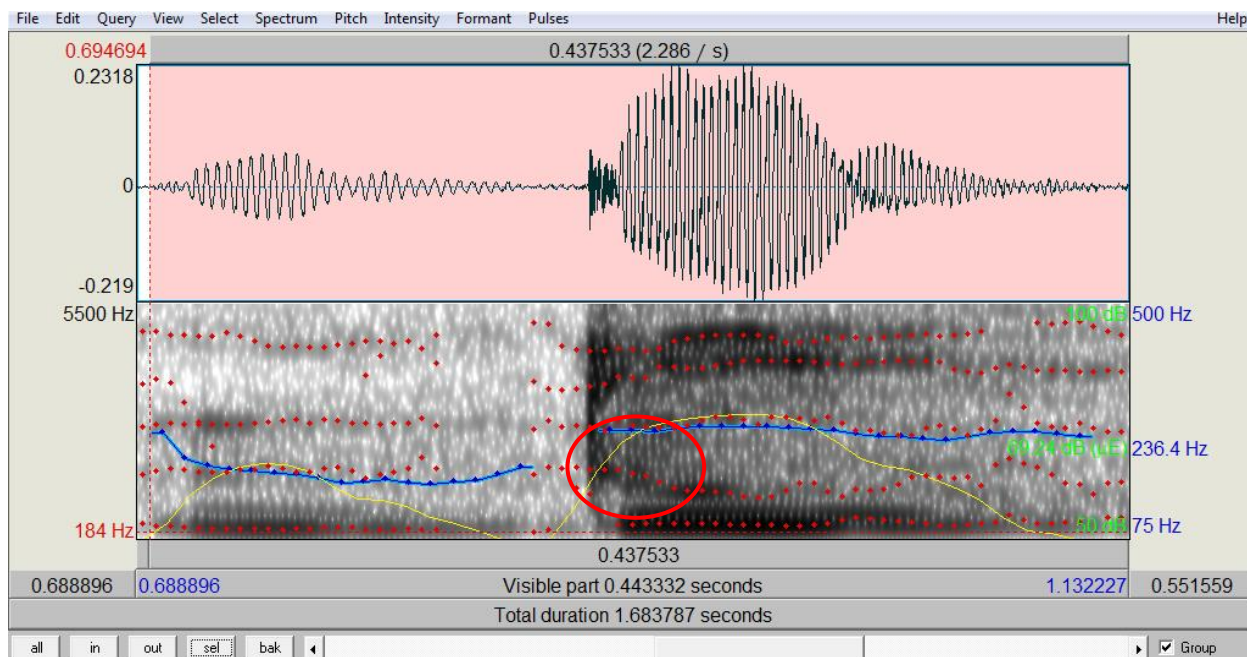 File Edit Query View Select Spectrum Pitch Intensity Formant Pulses Help
0.694694 0.437533 (2.286 / s)
0.2318
0
-0.219
5500 Hz 100 dB 500 Hz
69.24 dB (µE) 236.4 Hz
184 Hz 50 dB 75 Hz
0.437533
0.688896 0.688896 Visible part 0.443332 seconds 1.132227 0.551559
Total duration 1.683787 seconds
all in out sel bak Group